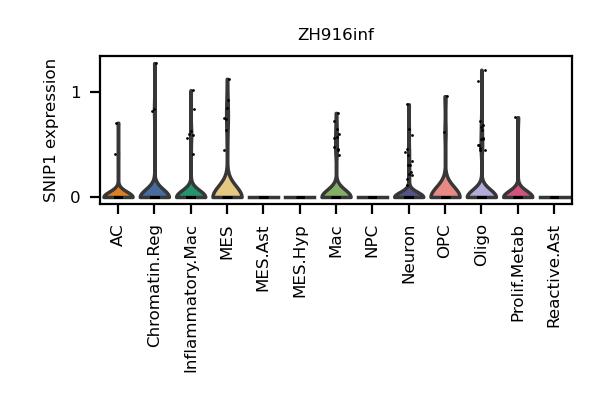 ZH916inf
SNIP1 expression
1
0
AC
Chromatin.Reg
Inflammatory.Mac
MES
MES.Ast
MES.Hyp
Mac
NPC
Neuron
OPC
Oligo
Prolif.Metab
Reactive.Ast